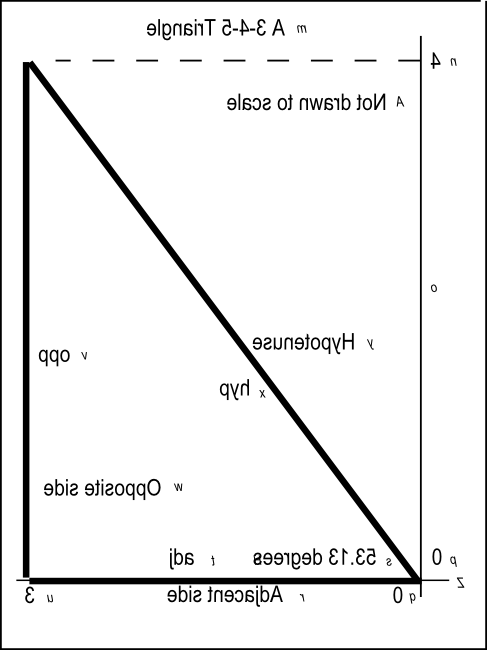 m A 3-4-5 Triangle
n 4
A Not drawn to scale
o
y Hypotenuse
v opp
x hyp
w Opposite side
s 53.13 degrees t adj
p 0
z
q 0 r Adjacent side u 3